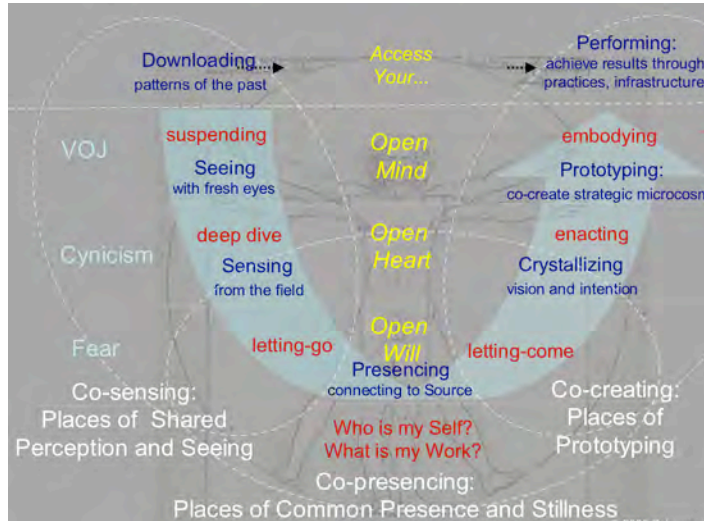 Downloading
patterns of the past
Access
Your...
Performing:
achieve results through
practices, infrastructure
VOJ
suspending
Open
Mind
embodying
Seeing
with fresh eyes
Prototyping:
co-create strategic microcosm
Cynicism
deep dive
Open
Heart
enacting
Sensing
from the field
Crystallizing
vision and intention
Fear
letting-go
Open
Will
letting-come
Presencing
connecting to Source
Co-sensing:
Places of Shared
Perception and Seeing
Who is my Self?
What is my Work?
Co-creating:
Places of
Prototyping
Co-presencing:
Places of Common Presence and Stillness